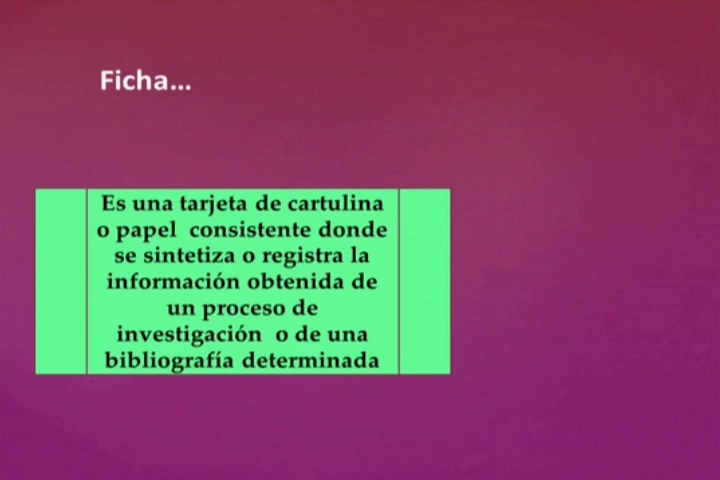 Ficha...
Es una tarjeta de cartulina
o papel consistente donde
se sintetiza o registra la
información obtenida de
un proceso de
investigación o de una
bibliografía determinada